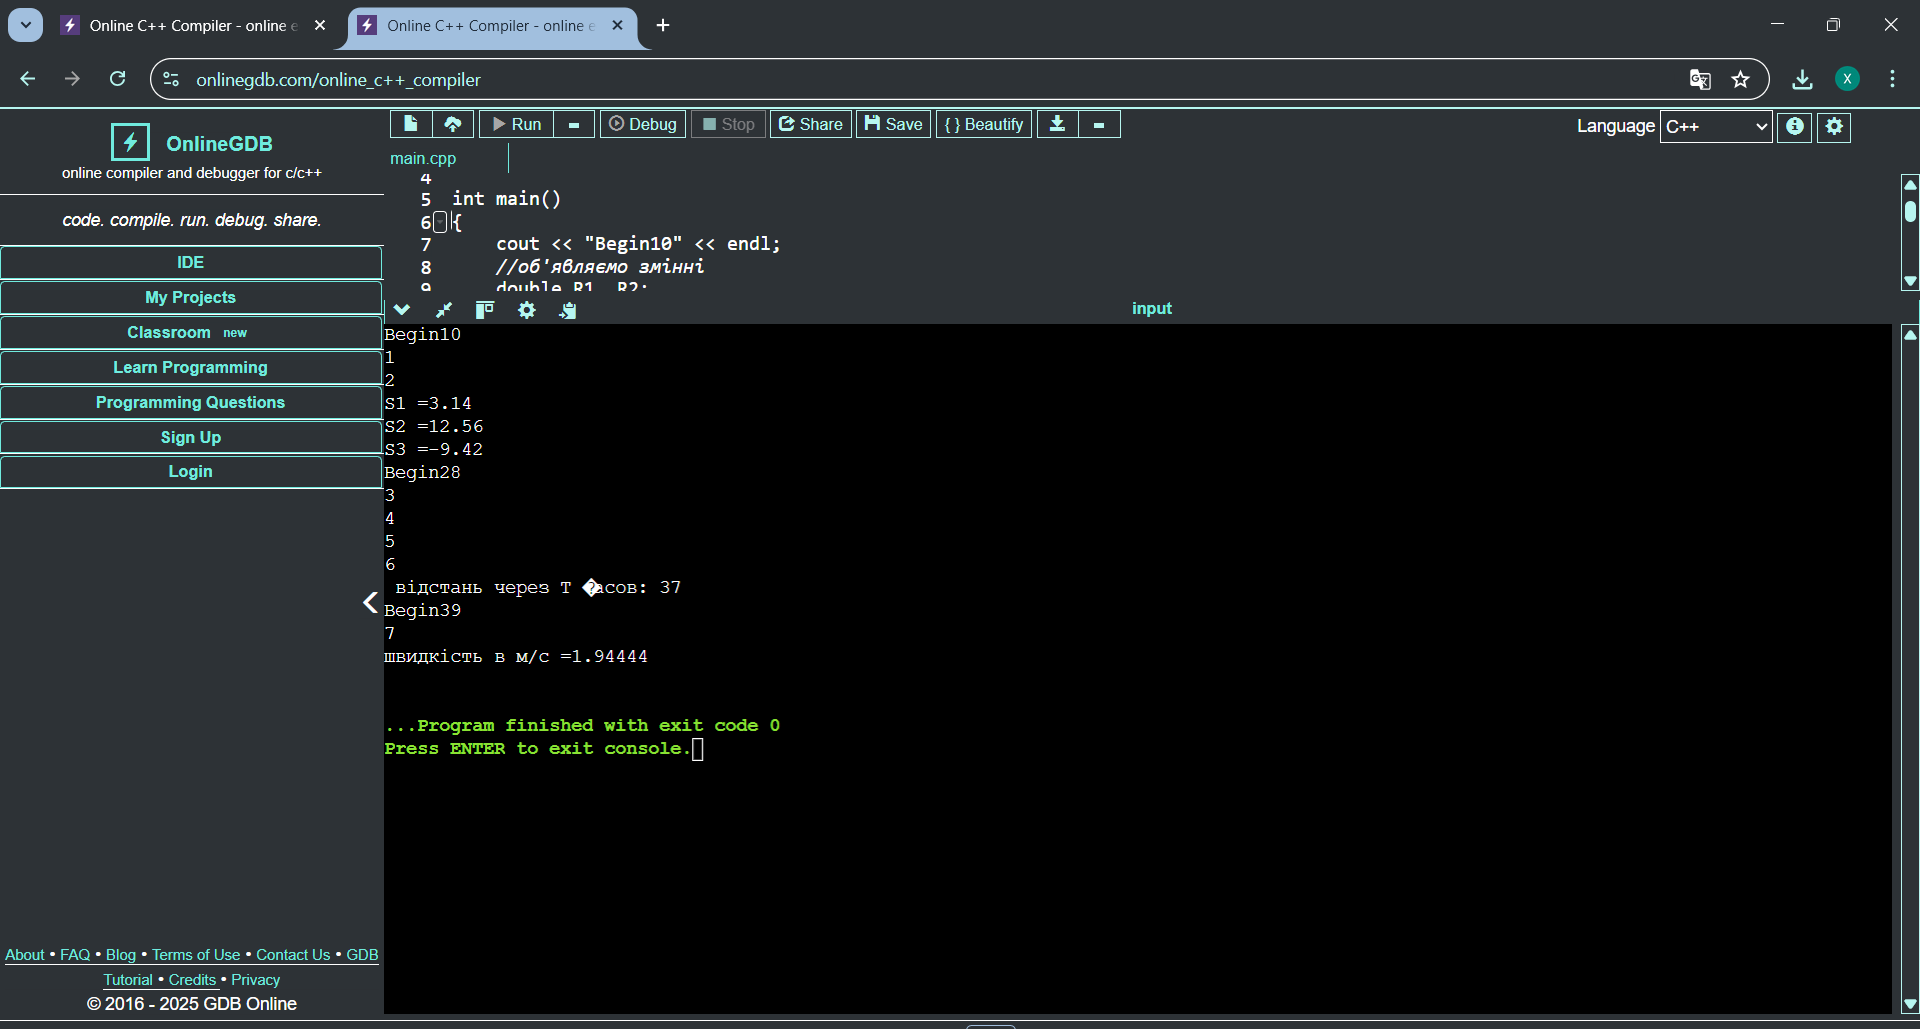 Online C++ Compiler - online e
Online C++ Compiler - online e
onlinegdb.com/online_c++_compiler
X
OnlineGDB
online compiler and debugger for c/c++
code. compile. run. debug. share.
IDE
My Projects
Classroom new
Learn Programming
Programming Questions
Sign Up
Login
About • FAQ • Blog • Terms of Use • Contact Us • GDB
Tutorial • Credits • Privacy
© 2016 - 2025 GDB Online
Run
Debug
Stop
Share
Save
{ } Beautify
Language C++
main.cpp
4
5 int main()
6 {
7 cout << "Begin10" << endl;
8 //об'являємо змінні
9 double R1, R2;
input
Begin10
1
2
S1 =3.14
S2 =12.56
S3 =-9.42
Begin28
3
4
5
6
відстань через T �асов: 37
Begin39
7
швидкість в м/с =1.94444
...Program finished with exit code 0
Press ENTER to exit console.